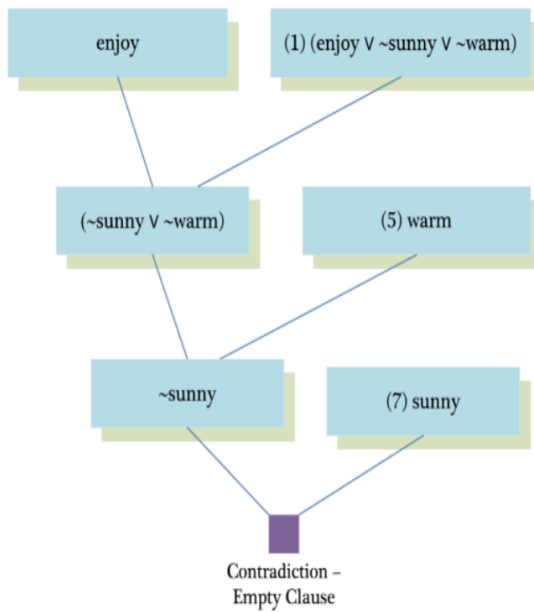 enjoy
(1) (enjoy ∨ ~sunny ∨ ~warm)
(~sunny ∨ ~warm)
(5) warm
~sunny
(7) sunny
Contradiction –
Empty Clause